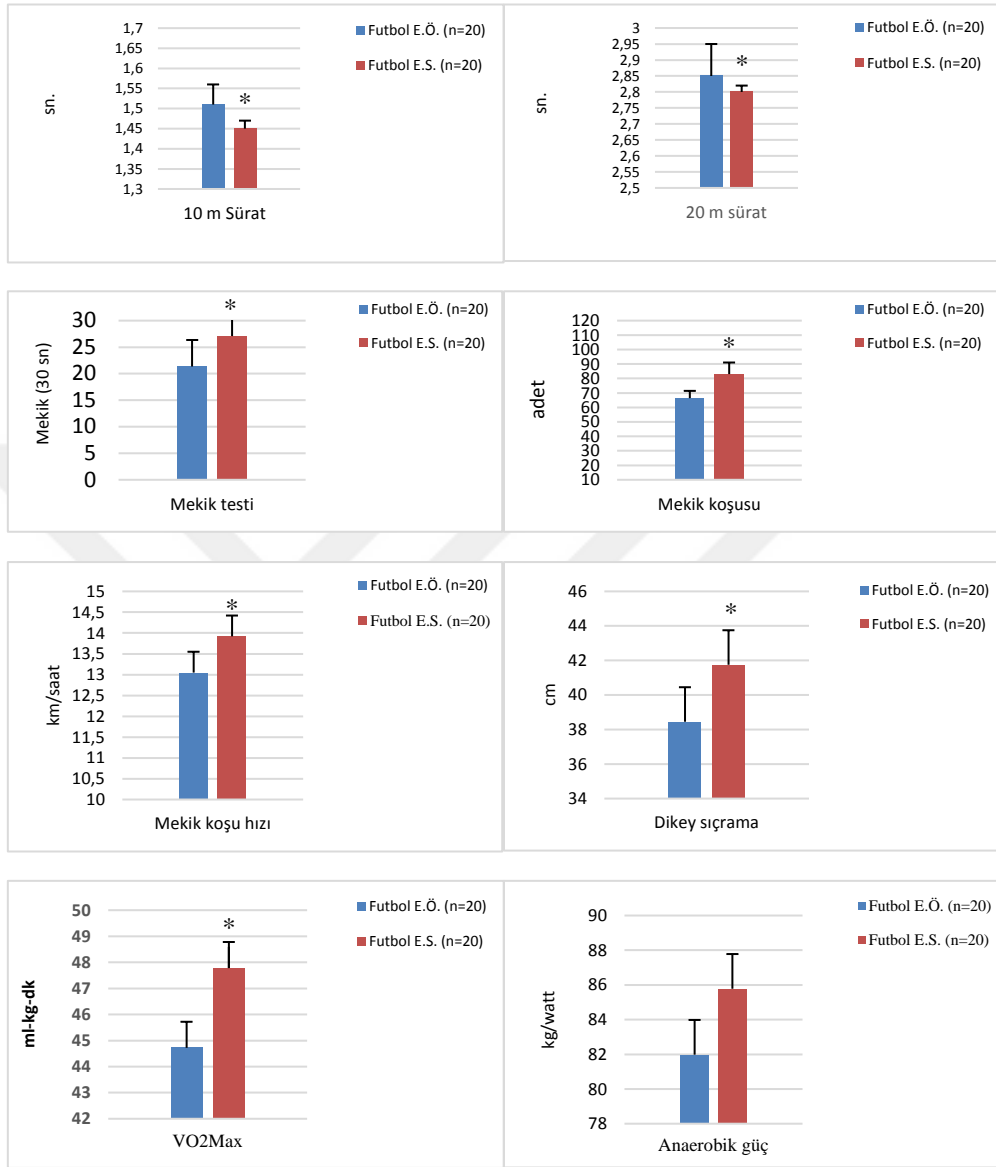 1,7
1,65
1,6
1,55
1,5
1,45
1,4
1,35
1,3
sn.
*
10 m Sürat
Futbol E.Ö. (n=20)
Futbol E.S. (n=20)
3
2,95
2,9
2,85
2,8
2,75
2,7
2,65
2,6
2,55
2,5
sn.
*
20 m sürat
Futbol E.Ö. (n=20)
Futbol E.S. (n=20)
30
25
20
15
10
5
0
Mekik (30 sn)
*
Mekik testi
Futbol E.Ö. (n=20)
Futbol E.S. (n=20)
120
110
100
90
80
70
60
50
40
30
20
10
adet
*
Mekik koşusu
Futbol E.Ö. (n=20)
Futbol E.S. (n=20)
15
14,5
14
13,5
13
12,5
12
11,5
11
10,5
10
km/saat
*
Mekik koşu hızı
Futbol E.Ö. (n=20)
Futbol E.S. (n=20)
46
44
42
40
38
36
34
cm
*
Dikey sıçrama
Futbol E.Ö. (n=20)
Futbol E.S. (n=20)
50
49
48
47
46
45
44
43
42
ml-kg-dk
*
VO2Max
Futbol E.Ö. (n=20)
Futbol E.S. (n=20)
90
88
86
84
82
80
78
kg/watt
Anaerobik güç
Futbol E.Ö. (n=20)
Futbol E.S. (n=20)